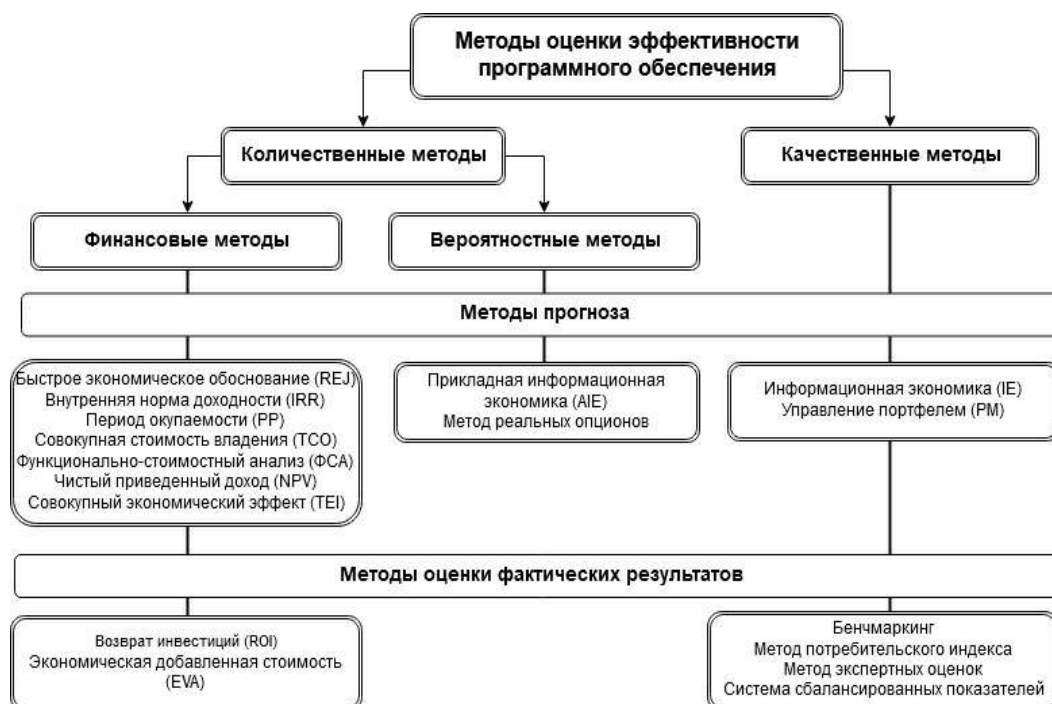 Методы оценки эффективности
программного обеспечения
Количественные методы
Качественные методы
Финансовые методы
Вероятностные методы
Методы прогноза
Быстрое экономическое обоснование (REJ)
Внутренняя норма доходности (IRR)
Период окупаемости (PP)
Совокупная стоимость владения (TCO)
Функционально-стоимостный анализ (ФСА)
Чистый приведенный доход (NPV)
Совокупный экономический эффект (TEI)
Прикладная информационная
экономика (AIE)
Метод реальных опционов
Информационная экономика (IE)
Управление портфелем (PM)
Методы оценки фактических результатов
Возврат инвестиций (ROI)
Экономическая добавленная стоимость
(EVA)
Бенчмаркинг
Метод потребительского индекса
Метод экспертных оценок
Система сбалансированных показателей